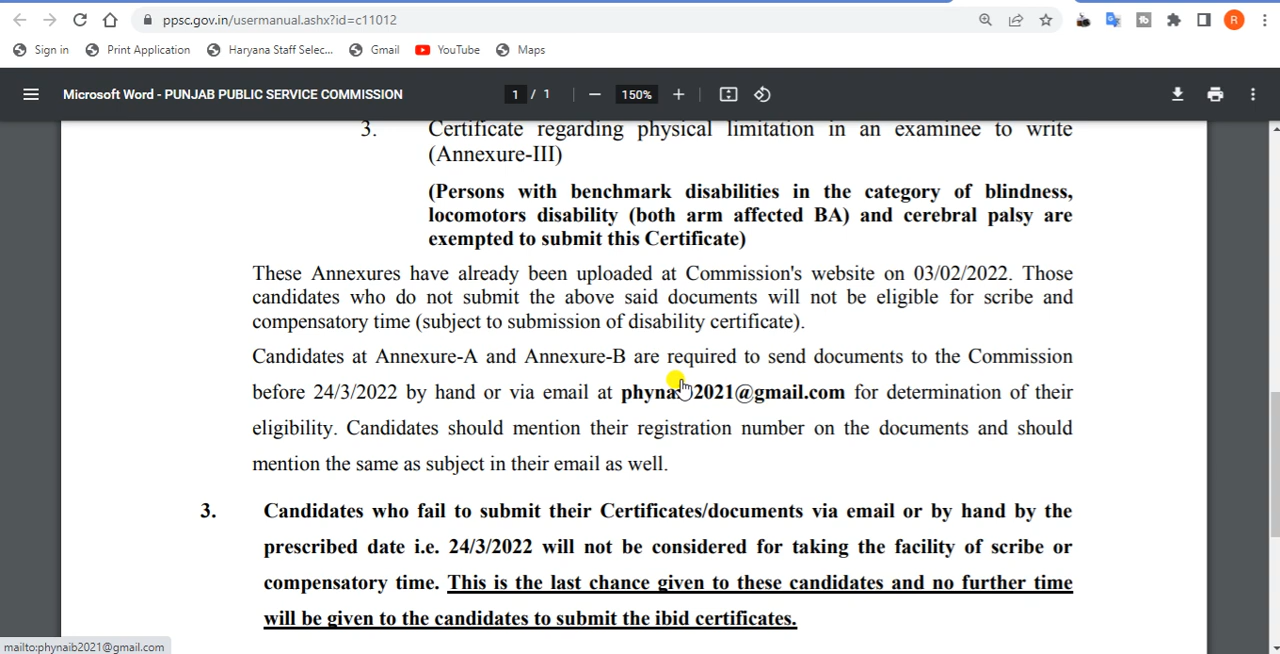 ppsc.gov.in/usermanual.ashx?id=c11012
R
Sign in Print Application Haryana Staff Selec... Gmail YouTube Maps
Microsoft Word - PUNJAB PUBLIC SERVICE COMMISSION 1 / 1 150%
3. Certificate regarding physical limitation in an examinee to write
(Annexure-III)
(Persons with benchmark disabilities in the category of blindness,
locomotors disability (both arm affected BA) and cerebral palsy are
exempted to submit this Certificate)
These Annexures have already been uploaded at Commission's website on 03/02/2022. Those
candidates who do not submit the above said documents will not be eligible for scribe and
compensatory time (subject to submission of disability certificate).
Candidates at Annexure-A and Annexure-B are required to send documents to the Commission
before 24/3/2022 by hand or via email at phynaib2021@gmail.com for determination of their
eligibility. Candidates should mention their registration number on the documents and should
mention the same as subject in their email as well.
3. Candidates who fail to submit their Certificates/documents via email or by hand by the
prescribed date i.e. 24/3/2022 will not be considered for taking the facility of scribe or
compensatory time. This is the last chance given to these candidates and no further time
will be given to the candidates to submit the ibid certificates.
mailto:phynaib2021@gmail.com